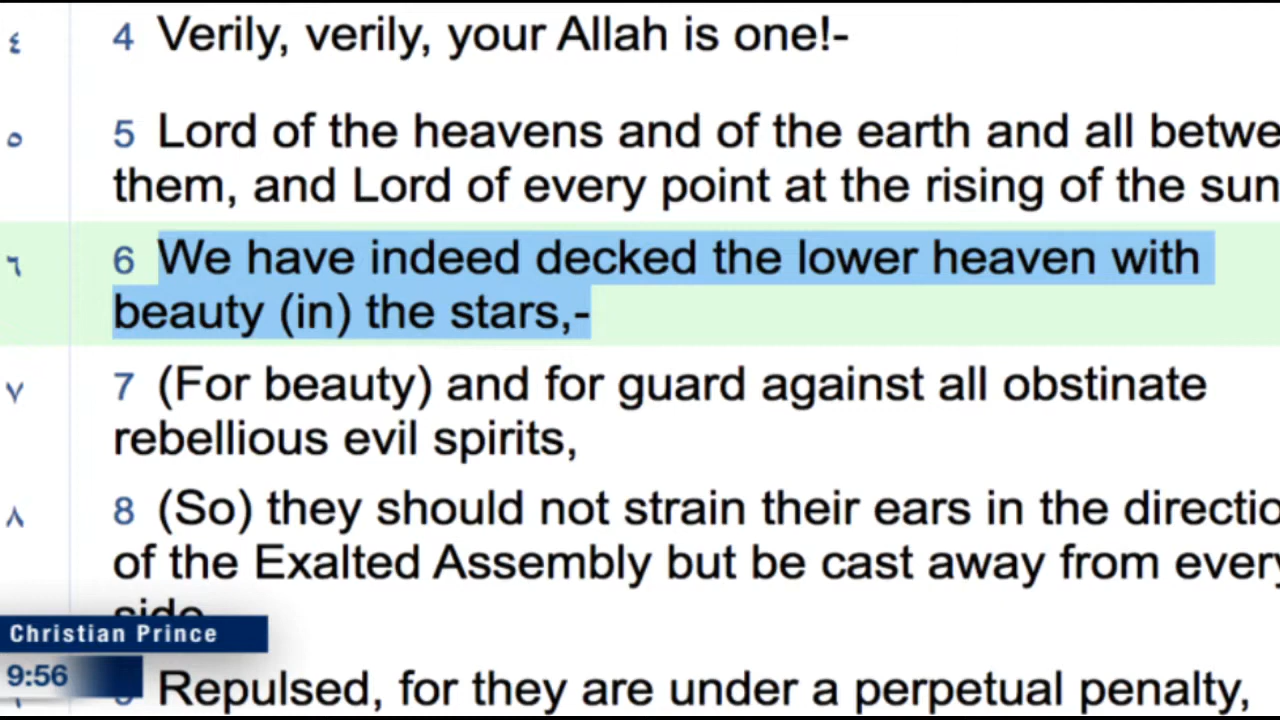 ٤ 4 Verily, verily, your Allah is one!-
٥ 5 Lord of the heavens and of the earth and all betwe
them, and Lord of every point at the rising of the sun
٦ 6 We have indeed decked the lower heaven with
beauty (in) the stars,-
٧ 7 (For beauty) and for guard against all obstinate
rebellious evil spirits,
٨ 8 (So) they should not strain their ears in the directio
of the Exalted Assembly but be cast away from every
side
Christian Prince
9:56
Repulsed, for they are under a perpetual penalty,